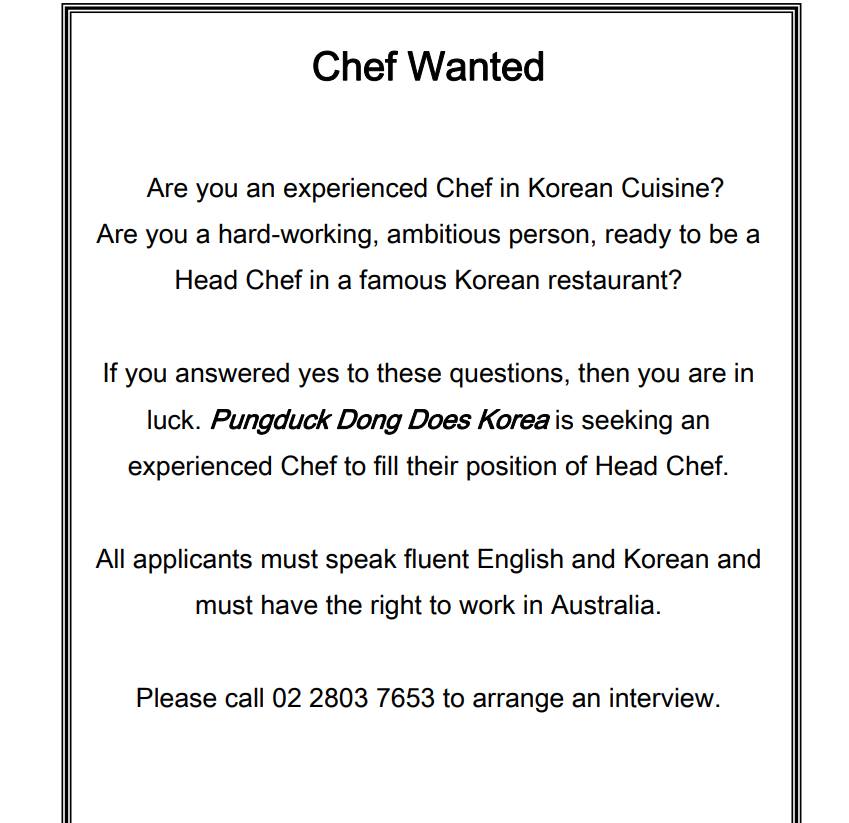 Chef Wanted
Are you an experienced Chef in Korean Cuisine?
Are you a hard-working, ambitious person, ready to be a
Head Chef in a famous Korean restaurant?
If you answered yes to these questions, then you are in
luck. Pungduck Dong Does Korea is seeking an
experienced Chef to fill their position of Head Chef.
All applicants must speak fluent English and Korean and
must have the right to work in Australia.
Please call 02 2803 7653 to arrange an interview.